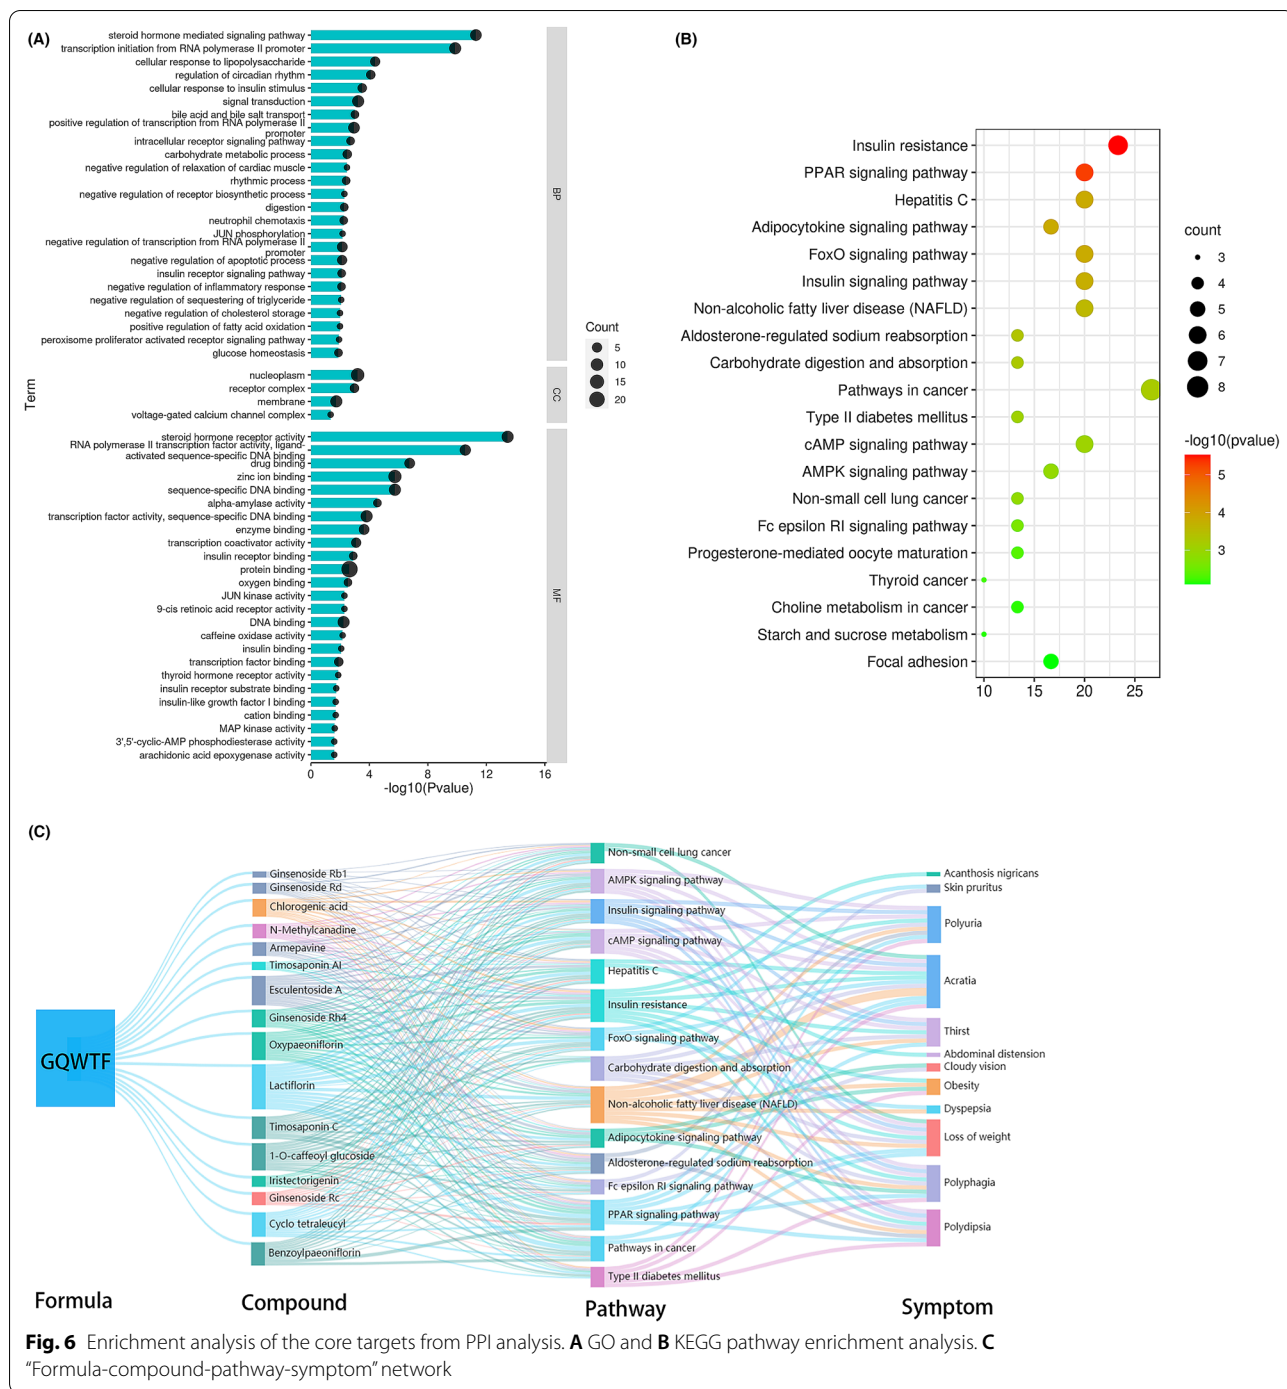 (A)
steroid hormone mediated signaling pathway
transcription initiation from RNA polymerase II promoter
cellular response to lipopolysaccharide
regulation of circadian rhythm
cellular response to insulin stimulus
signal transduction
bile acid and bile salt transport
positive regulation of transcription from RNA polymerase II
promoter
intracellular receptor signaling pathway
carbohydrate metabolic process
negative regulation of relaxation of cardiac muscle
rhythmic process
negative regulation of receptor biosynthetic process
digestion
neutrophil chemotaxis
JUN phosphorylation
negative regulation of transcription from RNA polymerase II
promoter
negative regulation of apoptotic process
insulin receptor signaling pathway
negative regulation of inflammatory response
negative regulation of sequestering of triglyceride
negative regulation of cholesterol storage
positive regulation of fatty acid oxidation
peroxisome proliferator activated receptor signaling pathway
glucose homeostasis
BP
nucleoplasm
receptor complex
membrane
voltage-gated calcium channel complex
CC
steroid hormone receptor activity
RNA polymerase II transcription factor activity, ligand-
activated sequence-specific DNA binding
drug binding
zinc ion binding
sequence-specific DNA binding
alpha-amylase activity
transcription factor activity, sequence-specific DNA binding
enzyme binding
transcription coactivator activity
insulin receptor binding
protein binding
oxygen binding
JUN kinase activity
9-cis retinoic acid receptor activity
DNA binding
caffeine oxidase activity
insulin binding
transcription factor binding
thyroid hormone receptor activity
insulin receptor substrate binding
insulin-like growth factor I binding
cation binding
MAP kinase activity
3',5'-cyclic-AMP phosphodiesterase activity
arachidonic acid epoxygenase activity
MF
Term
0 4 8 12 16
-log10(Pvalue)
Count
5
10
15
20
(B)
Insulin resistance
PPAR signaling pathway
Hepatitis C
Adipocytokine signaling pathway
FoxO signaling pathway
Insulin signaling pathway
Non-alcoholic fatty liver disease (NAFLD)
Aldosterone-regulated sodium reabsorption
Carbohydrate digestion and absorption
Pathways in cancer
Type II diabetes mellitus
cAMP signaling pathway
AMPK signaling pathway
Non-small cell lung cancer
Fc epsilon RI signaling pathway
Progesterone-mediated oocyte maturation
Thyroid cancer
Choline metabolism in cancer
Starch and sucrose metabolism
Focal adhesion
10 15 20 25
count
3
4
5
6
7
8
-log10(pvalue)
5
4
3
(C)
GQWTF
Ginsenoside Rb1
Ginsenoside Rd
Chlorogenic acid
N-Methylcanadine
Armepavine
Timosaponin AI
Esculentoside A
Ginsenoside Rh4
Oxypaeoniflorin
Lactiflorin
Timosaponin C
1-O-caffeoyl glucoside
Iristectorigenin
Ginsenoside Rc
Cyclo tetraleucyl
Benzoylpaeoniflorin
Non-small cell lung cancer
AMPK signaling pathway
Insulin signaling pathway
cAMP signaling pathway
Hepatitis C
Insulin resistance
FoxO signaling pathway
Carbohydrate digestion and absorption
Non-alcoholic fatty liver disease (NAFLD)
Adipocytokine signaling pathway
Aldosterone-regulated sodium reabsorption
Fc epsilon RI signaling pathway
PPAR signaling pathway
Pathways in cancer
Type II diabetes mellitus
Acanthosis nigricans
Skin pruritus
Polyuria
Acratia
Thirst
Abdominal distension
Cloudy vision
Obesity
Dyspepsia
Loss of weight
Polyphagia
Polydipsia
Formula Compound Pathway Symptom
Fig. 6 Enrichment analysis of the core targets from PPI analysis. A GO and B KEGG pathway enrichment analysis. C
“Formula-compound-pathway-symptom” network